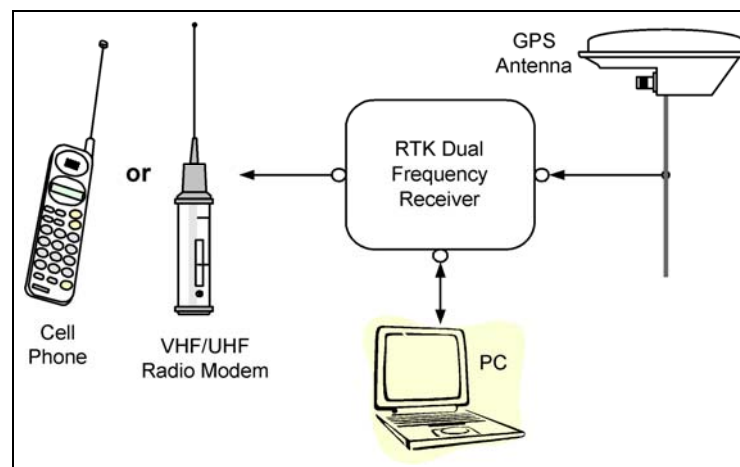 GPS
Antenna
RTK Dual
Frequency
Receiver
or
Cell
Phone
VHF/UHF
Radio Modem
PC